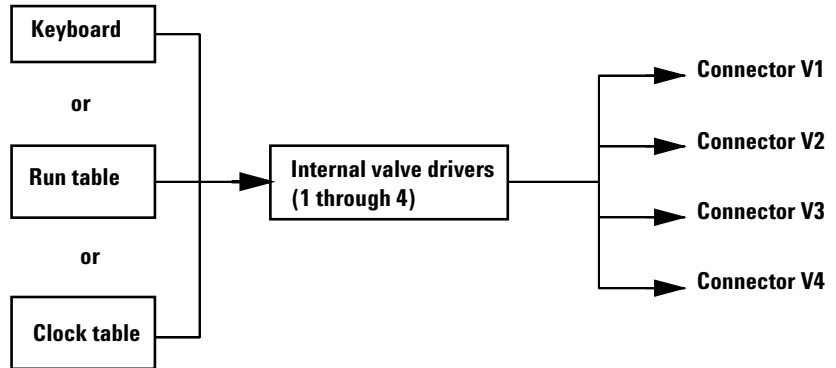 Keyboard
or
Run table
or
Clock table
Internal valve drivers
(1 through 4)
Connector V1
Connector V2
Connector V3
Connector V4